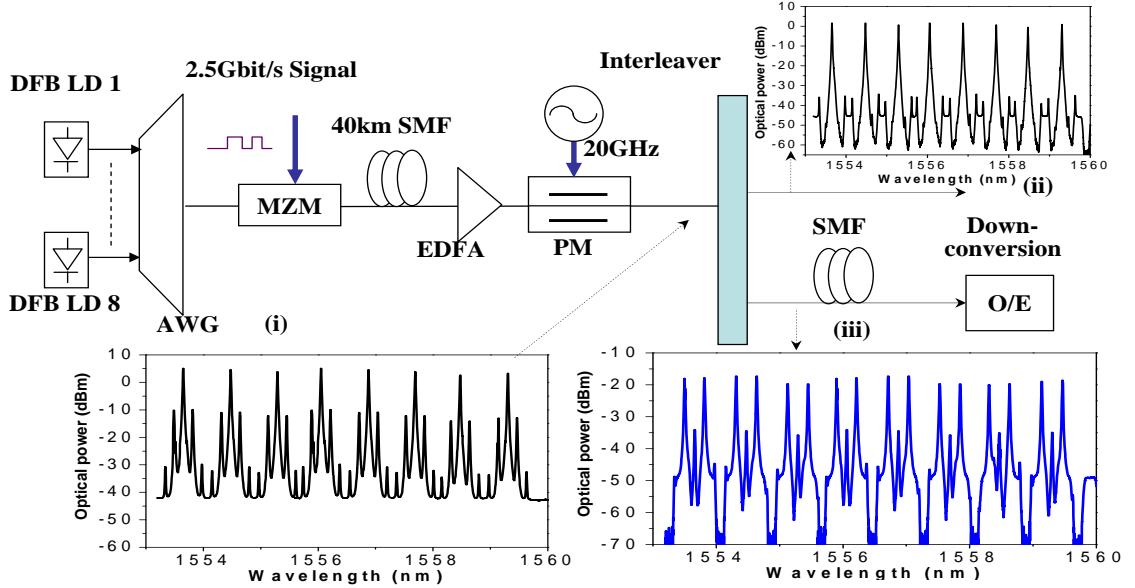 DFB LD 1
2.5Gbit/s Signal
40km SMF
MZM
EDFA
20GHz
PM
Interleaver
DFB LD 8
AWG
(i)
Optical power (dBm)
10
0
-10
-20
-30
-40
-50
-60
1554 1556 1558 1560
Wavelength (nm)
(ii)
SMF
Down-
conversion
O/E
(iii)
Optical power (dBm)
10
0
-10
-20
-30
-40
-50
-60
1554 1556 1558 1560
Wavelength (nm)
Optical power (dBm)
-10
-20
-30
-40
-50
-60
-70
1554 1556 1558 1560
Wavelength (nm)